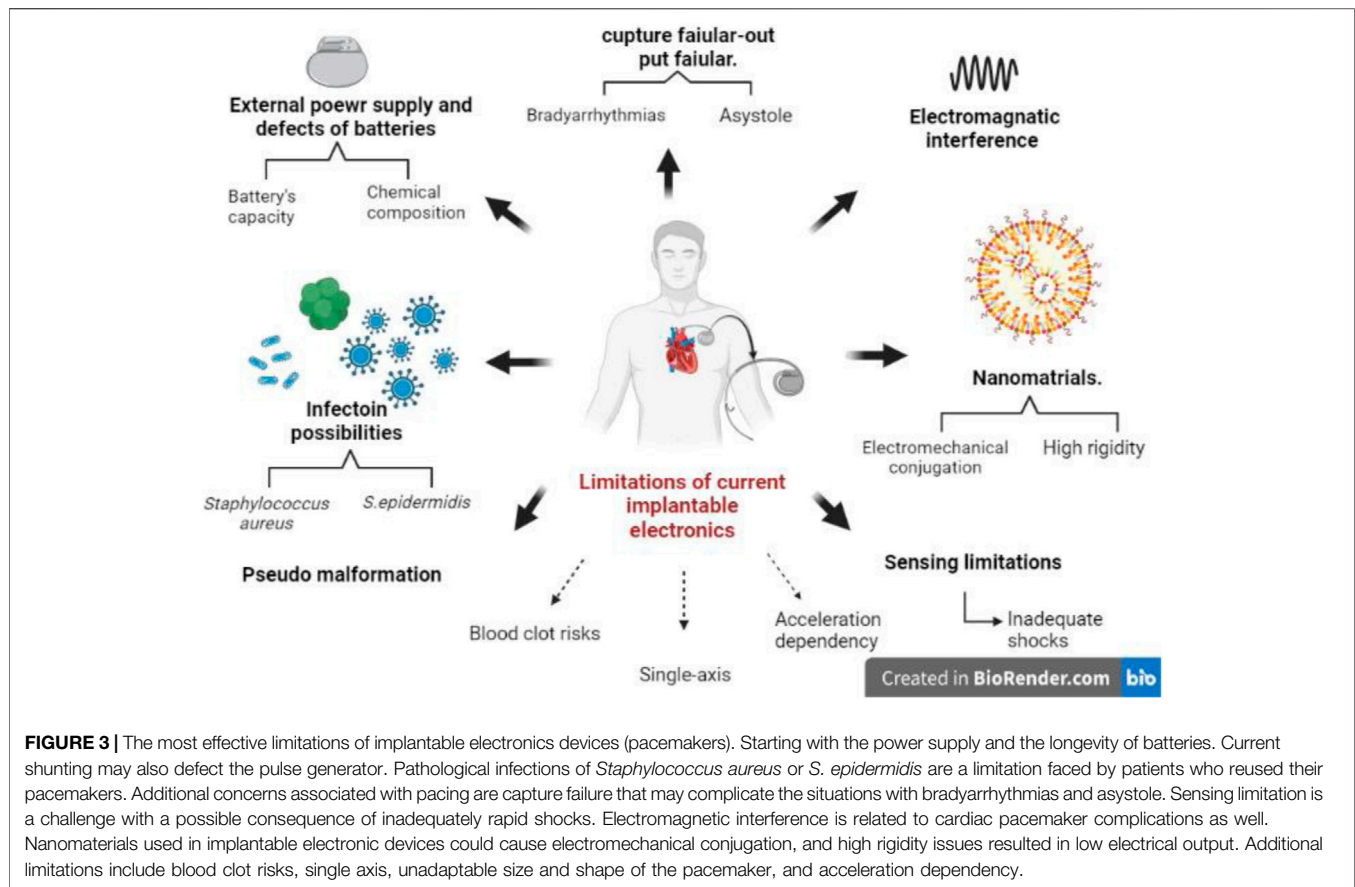 cupture faiular-out
put faiular.
Bradyarrhythmias
Asystole
External poewr supply and
defects of batteries
Battery's
capacity
Chemical
composition
Electromagnatic
interference
Infectoin
possibilities
Staphylococcus
aureus
S.epidermidis
Nanomatrials.
Electromechanical
conjugation
High rigidity
Limitations of current
implantable
electronics
Pseudo malformation
Sensing limitations
Inadequate
shocks
Blood clot risks
Single-axis
Acceleration
dependency
Created in BioRender.com bio
FIGURE 3 | The most effective limitations of implantable electronics devices (pacemakers). Starting with the power supply and the longevity of batteries. Current
shunting may also defect the pulse generator. Pathological infections of Staphylococcus aureus or S. epidermidis are a limitation faced by patients who reused their
pacemakers. Additional concerns associated with pacing are capture failure that may complicate the situations with bradyarrhythmias and asystole. Sensing limitation is
a challenge with a possible consequence of inadequately rapid shocks. Electromagnetic interference is related to cardiac pacemaker complications as well.
Nanomaterials used in implantable electronic devices could cause electromechanical conjugation, and high rigidity issues resulted in low electrical output. Additional
limitations include blood clot risks, single axis, unadaptable size and shape of the pacemaker, and acceleration dependency.